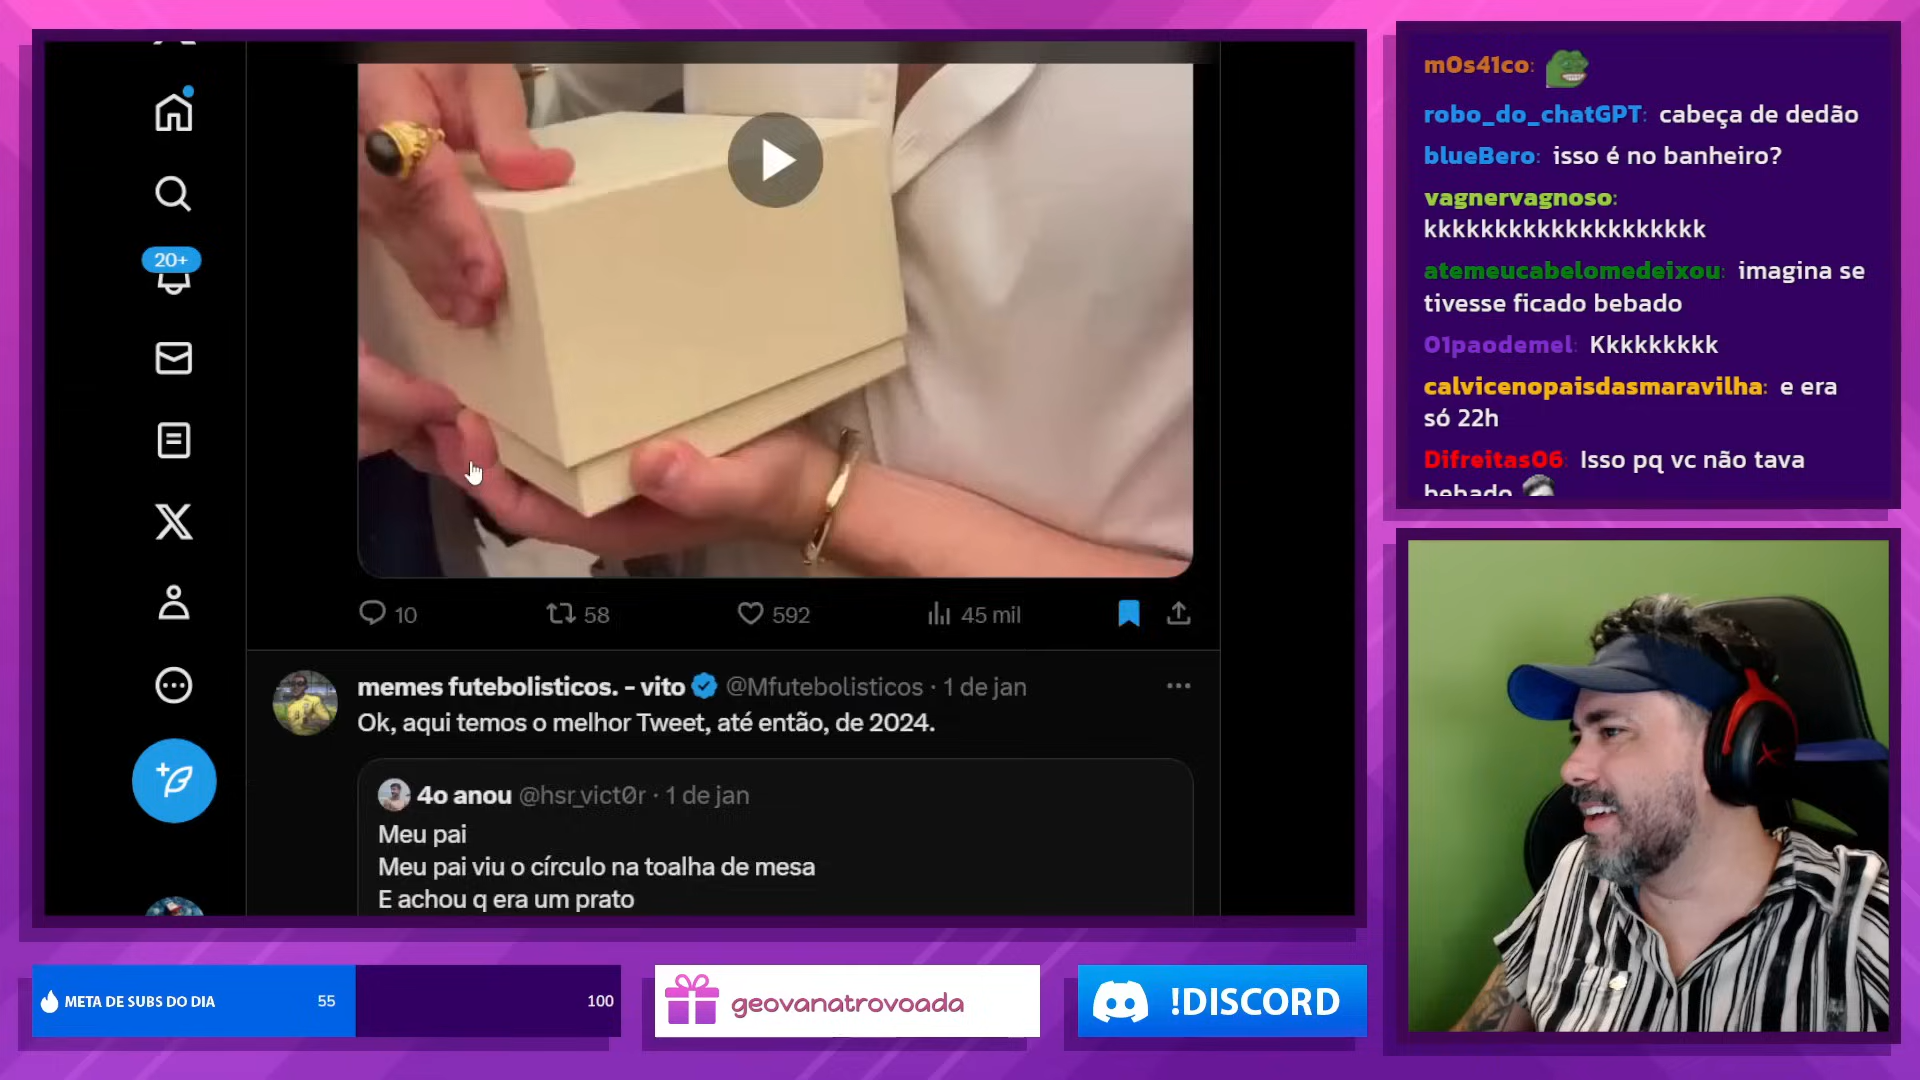 20+
10
58
592
45 mil
memes futebolisticos. - vito @Mfutebolisticos · 1 de jan
Ok, aqui temos o melhor Tweet, até então, de 2024.
4o anou @hsr_vict0r · 1 de jan
Meu pai
Meu pai viu o círculo na toalha de mesa
E achou q era um prato
m0s41co:
robo_do_chatGPT: cabeça de dedão
blueBero: isso é no banheiro?
vagnervagnoso:
kkkkkkkkkkkkkkkkkkkk
atemeucabelomedeixou: imagina se
tivesse ficado bebado
01paodemel: Kkkkkkkkk
calvicenopaisdasmaravilha: e era
só 22h
Difreitas06: Isso pq vc não tava
bebado
META DE SUBS DO DIA 55 100
geovanatrovoada
!DISCORD